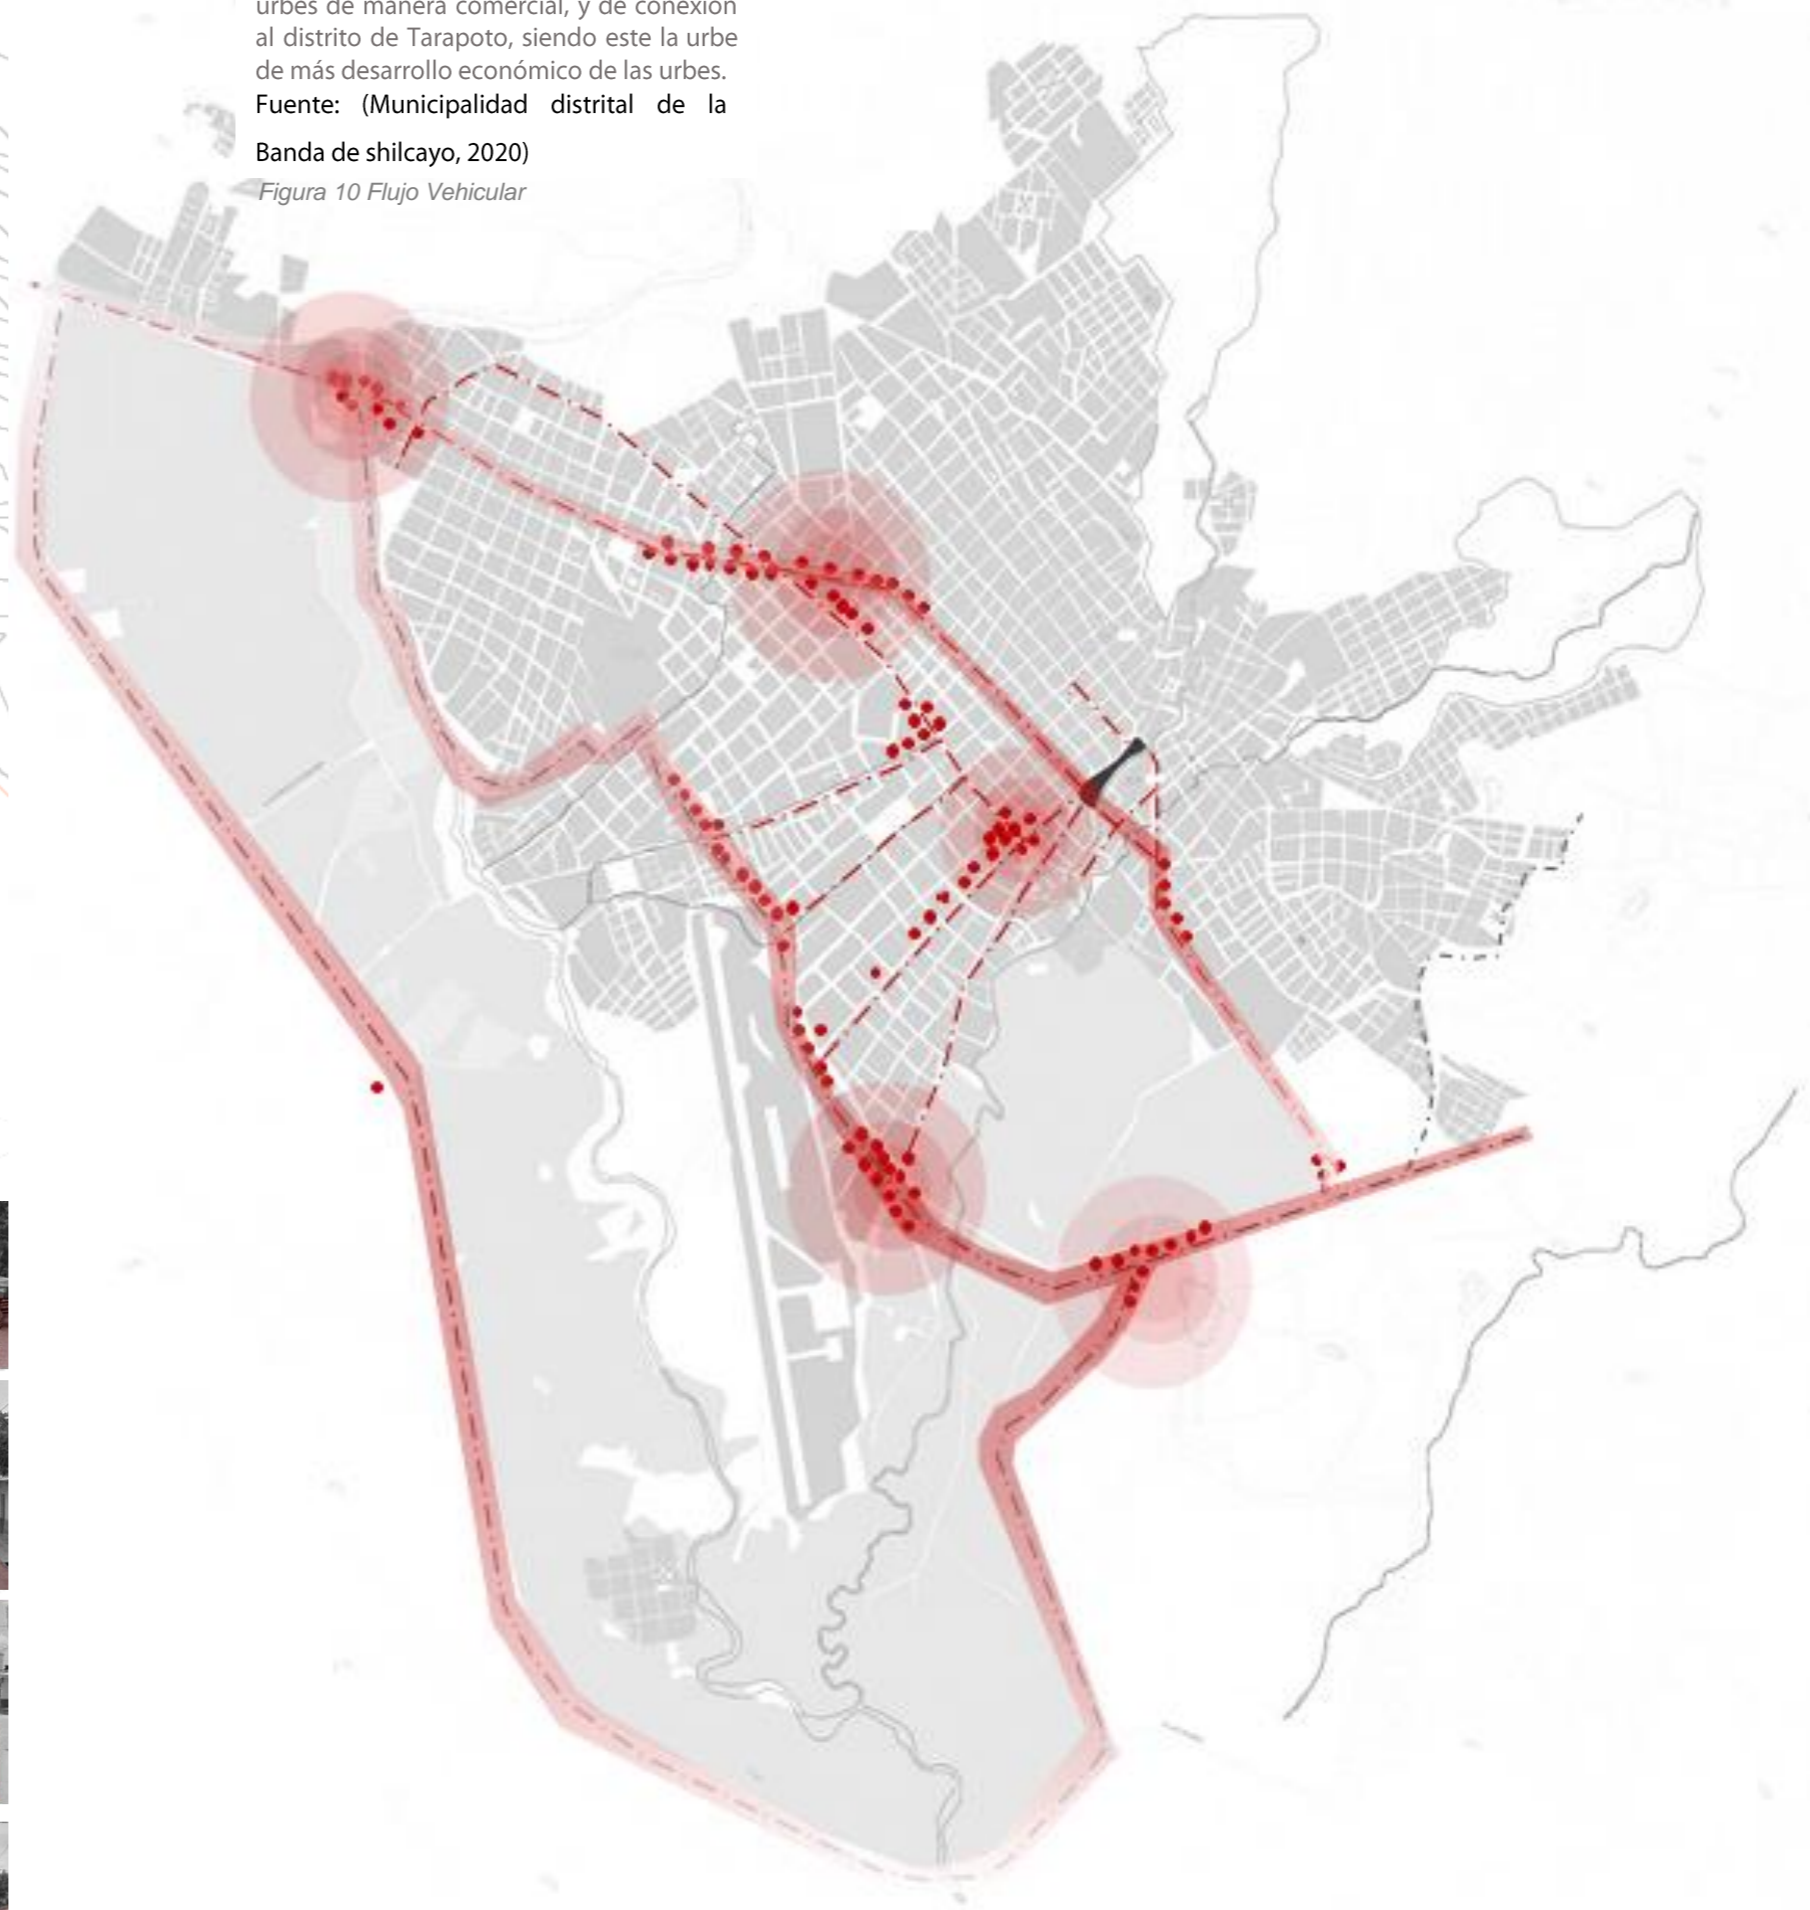 urbes de manera comercial, y de conexión
al distrito de Tarapoto, siendo este la urbe
de más desarrollo económico de las urbes.
Fuente: (Municipalidad distrital de la
Banda de shilcayo, 2020)
Figura 10 Flujo Vehicular